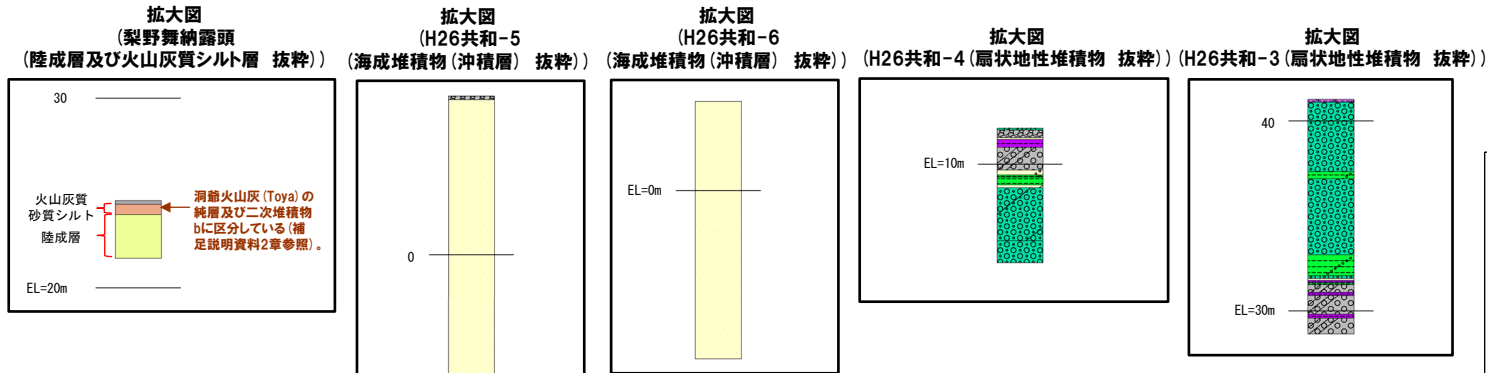 拡大図
(梨野舞納露頭
(陸成層及び火山灰質シルト層 抜粋))
30
火山灰質
砂質シルト
陸成層
洞爺火山灰(Toya)の
純層及び二次堆積物
bに区分している(補
足説明資料2章参照)。
EL=20m
拡大図
(H26共和-5
(海成堆積物(沖積層) 抜粋))
0
拡大図
(H26共和-6
(海成堆積物(沖積層) 抜粋))
EL=0m
拡大図
(H26共和-4(扇状地性堆積物 抜粋))
EL=10m
拡大図
(H26共和-3(扇状地性堆積物 抜粋))
40
EL=30m